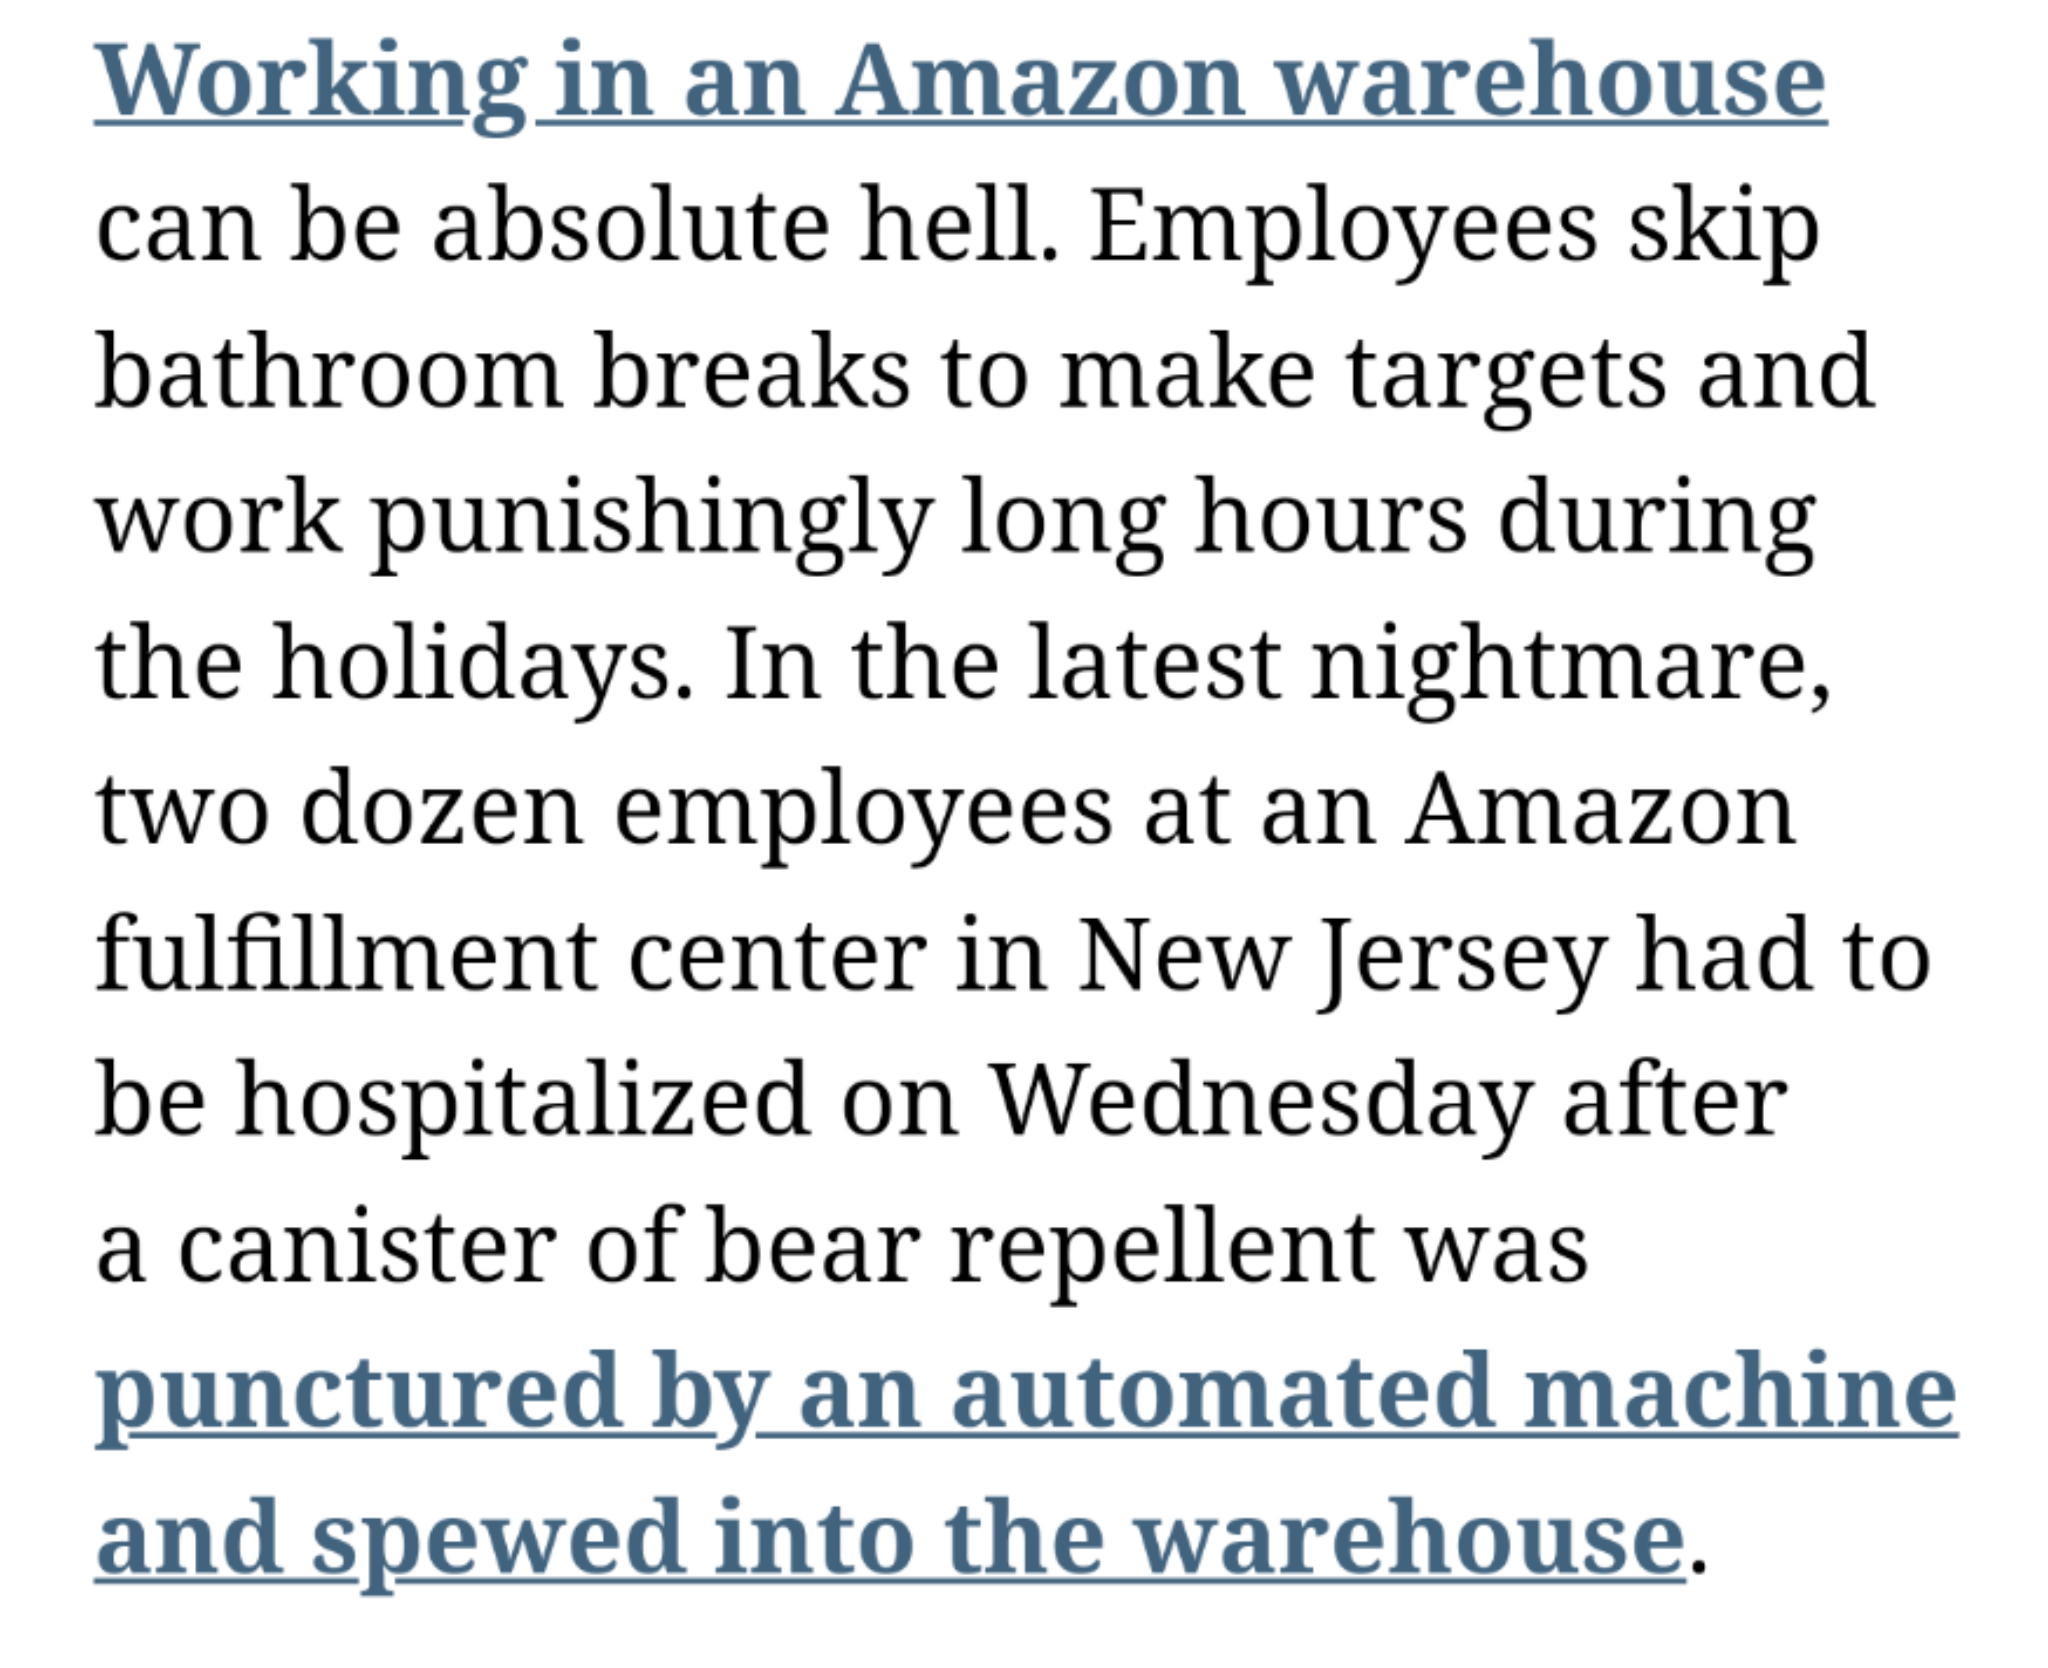 Working in an Amazon warehouse
can be absolute hell. Employees skip
bathroom breaks to make targets and
work punishingly long hours during
the holidays. In the latest nightmare,
two dozen employees at an Amazon
fulfillment center in New Jersey had to
be hospitalized on Wednesday after
a canister of bear repellent was
punctured by an automated machine
and spewed into the warehouse.